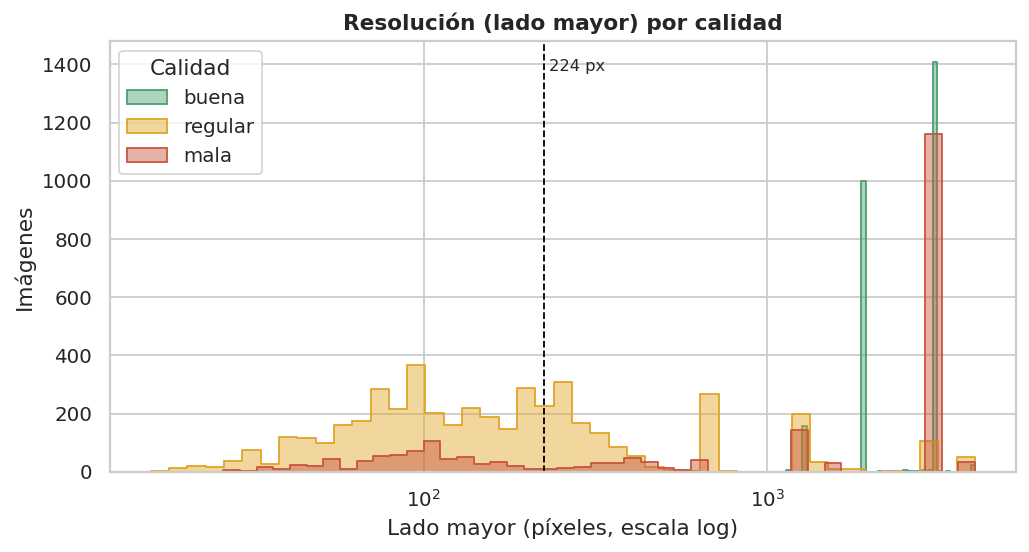 Resolución (lado mayor) por calidad
Calidad
buena
regular
mala
224 px
1400
1200
1000
800
600
400
200
0
Imágenes
10²
10³
Lado mayor (píxeles, escala log)